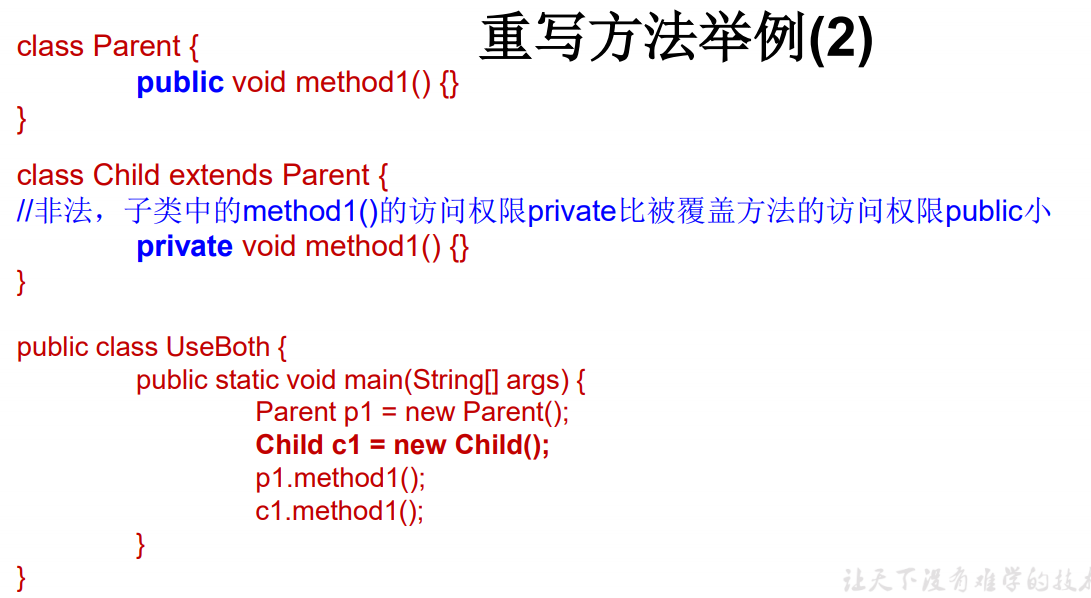 重写方法举例(2)
class Parent {
public void method1() {}
}
class Child extends Parent {
//非法，子类中的method1()的访问权限private比被覆盖方法的访问权限public小
private void method1() {}
}
public class UseBoth {
public static void main(String[] args) {
Parent p1 = new Parent();
Child c1 = new Child();
p1.method1();
c1.method1();
}
}
让天下没有难学的技术